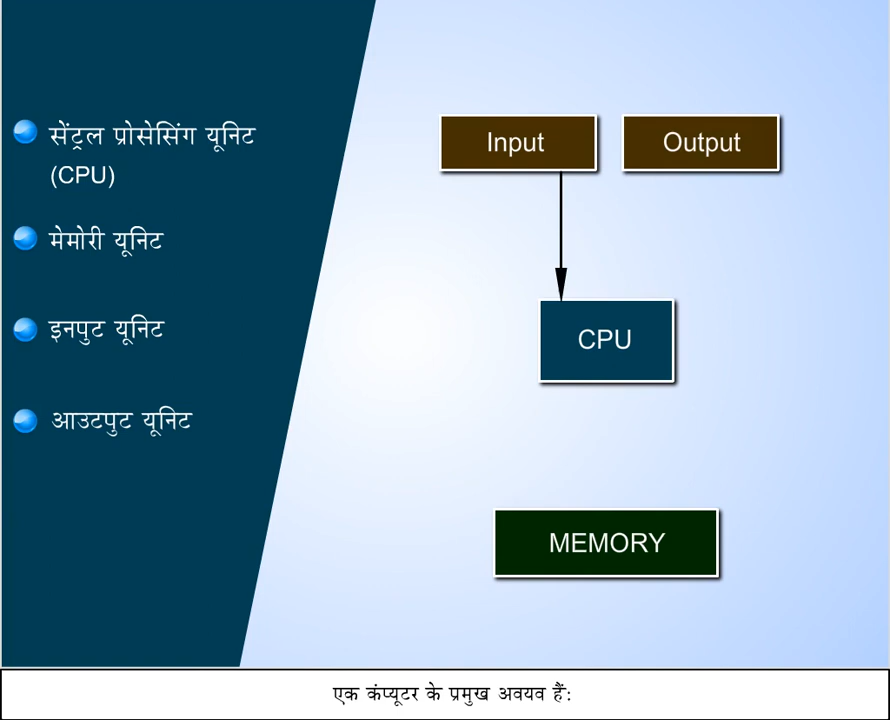 सेंट्रल प्रोसेसिंग यूनिट
(CPU)
मेमोरी यूनिट
इनपुट यूनिट
आउटपुट यूनिट
Input
Output
CPU
MEMORY
एक कंप्यूटर के प्रमुख अवयव हैं: